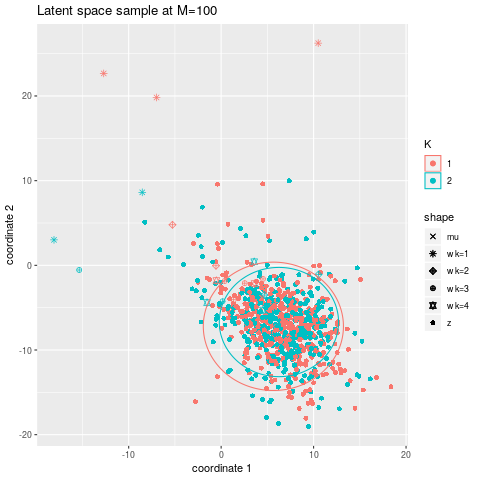 Latent space sample at M=100
coordinate 2
20
10
0
-10
-20
-10
0
10
20
coordinate 1
K
1
2
shape
mu
w k=1
w k=2
w k=3
w k=4
z